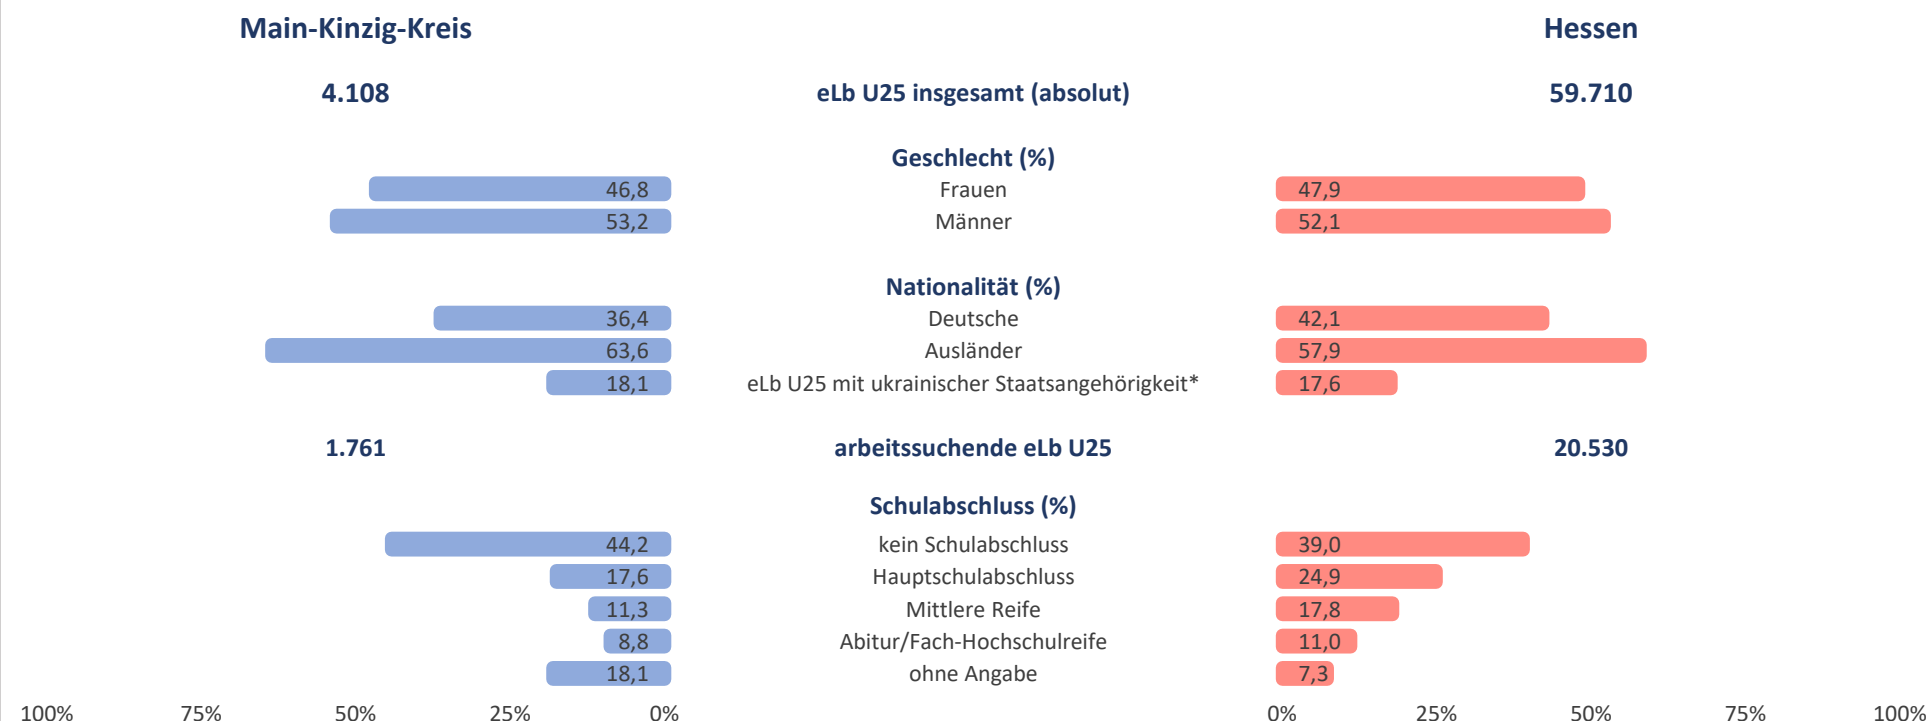 Main-Kinzig-Kreis Hessen
4.108 eLb U25 insgesamt (absolut) 59.710
Geschlecht (%)
46,8 Frauen 47,9
53,2 Männer 52,1
Nationalität (%)
36,4 Deutsche 42,1
63,6 Ausländer 57,9
18,1 eLb U25 mit ukrainischer Staatsangehörigkeit* 17,6
1.761 arbeitssuchende eLb U25 20.530
Schulabschluss (%)
44,2 kein Schulabschluss 39,0
17,6 Hauptschulabschluss 24,9
11,3 Mittlere Reife 17,8
8,8 Abitur/Fach-Hochschulreife 11,0
18,1 ohne Angabe 7,3
100% 75% 50% 25% 0% 0% 25% 50% 75% 100%